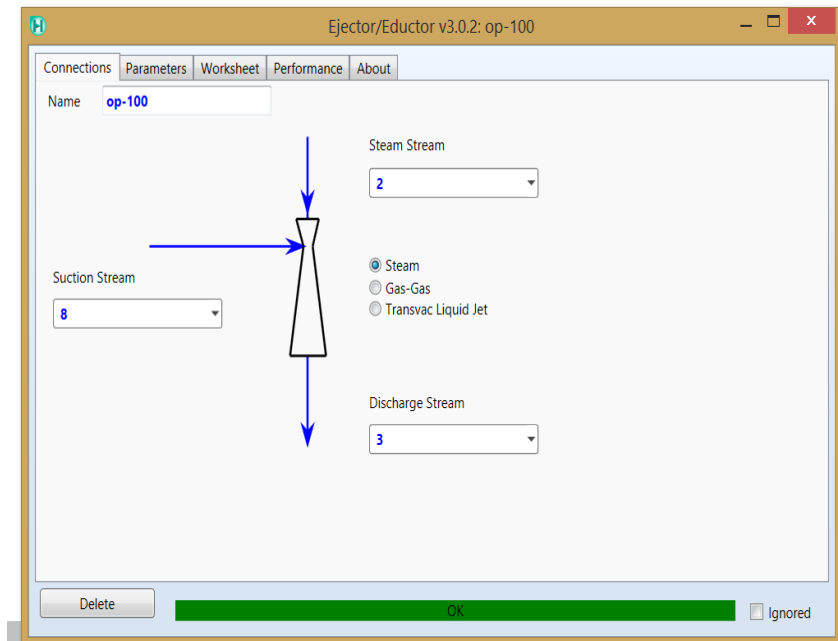 Ejector/Eductor v3.0.2: op-100
Connections Parameters Worksheet Performance About
Name op-100
Steam Stream
2
Steam
Suction Stream
Gas-Gas
8
Transvac Liquid Jet
Discharge Stream
3
Delete OK Ignored